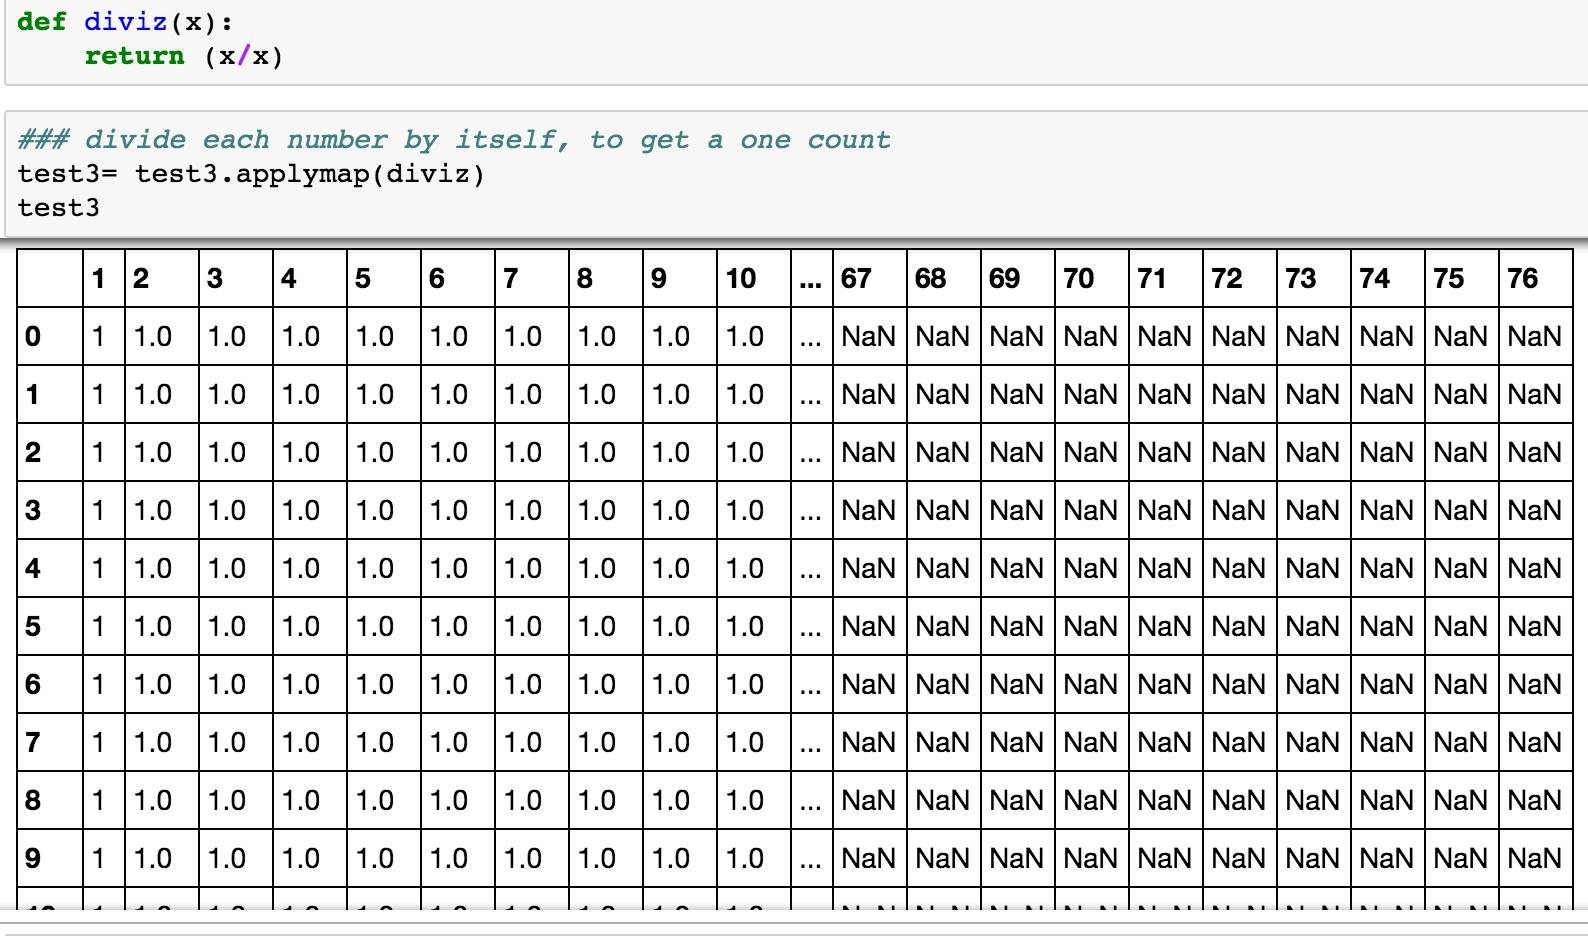 def diviz(x):
    return (x/x)
### divide each number by itself, to get a one count
test3= test3.applymap(diviz)
test3
1 2 3 4 5 6 7 8 9 10 ... 67 68 69 70 71 72 73 74 75 76
0 1 1.0 1.0 1.0 1.0 1.0 1.0 1.0 1.0 1.0 ... NaN NaN NaN NaN NaN NaN NaN NaN NaN NaN
1 1 1.0 1.0 1.0 1.0 1.0 1.0 1.0 1.0 1.0 ... NaN NaN NaN NaN NaN NaN NaN NaN NaN NaN
2 1 1.0 1.0 1.0 1.0 1.0 1.0 1.0 1.0 1.0 ... NaN NaN NaN NaN NaN NaN NaN NaN NaN NaN
3 1 1.0 1.0 1.0 1.0 1.0 1.0 1.0 1.0 1.0 ... NaN NaN NaN NaN NaN NaN NaN NaN NaN NaN
4 1 1.0 1.0 1.0 1.0 1.0 1.0 1.0 1.0 1.0 ... NaN NaN NaN NaN NaN NaN NaN NaN NaN NaN
5 1 1.0 1.0 1.0 1.0 1.0 1.0 1.0 1.0 1.0 ... NaN NaN NaN NaN NaN NaN NaN NaN NaN NaN
6 1 1.0 1.0 1.0 1.0 1.0 1.0 1.0 1.0 1.0 ... NaN NaN NaN NaN NaN NaN NaN NaN NaN NaN
7 1 1.0 1.0 1.0 1.0 1.0 1.0 1.0 1.0 1.0 ... NaN NaN NaN NaN NaN NaN NaN NaN NaN NaN
8 1 1.0 1.0 1.0 1.0 1.0 1.0 1.0 1.0 1.0 ... NaN NaN NaN NaN NaN NaN NaN NaN NaN NaN
9 1 1.0 1.0 1.0 1.0 1.0 1.0 1.0 1.0 1.0 ... NaN NaN NaN NaN NaN NaN NaN NaN NaN NaN